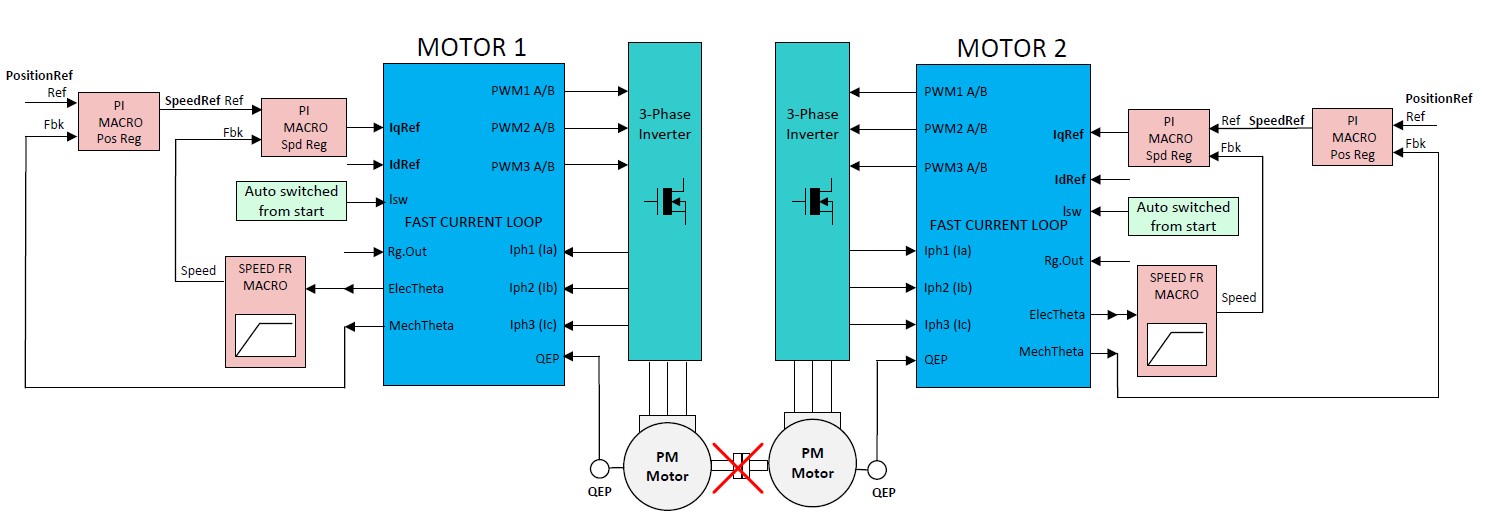 MOTOR 1
PositionRef
Ref
Fbk
PI
MACRO
Pos Reg
SpeedRef Ref
Fbk
PI
MACRO
Spd Reg
Auto switched
from start
Speed
SPEED FR
MACRO
IqRef
IdRef
Isw
FAST CURRENT LOOP
Rg.Out
ElecTheta
MechTheta
PWM1 A/B
PWM2 A/B
PWM3 A/B
Iph1 (Ia)
Iph2 (Ib)
Iph3 (Ic)
QEP
3-Phase
Inverter
QEP
PM
Motor
MOTOR 2
3-Phase
Inverter
PWM1 A/B
PWM2 A/B
PWM3 A/B
IqRef
IdRef
Isw
FAST CURRENT LOOP
Iph1 (Ia)
Rg.Out
Iph2 (Ib)
ElecTheta
Iph3 (Ic)
MechTheta
QEP
PI
MACRO
Spd Reg
Ref SpeedRef
Fbk
PI
MACRO
Pos Reg
PositionRef
Ref
Fbk
Auto switched
from start
SPEED FR
MACRO
Speed
PM
Motor
QEP